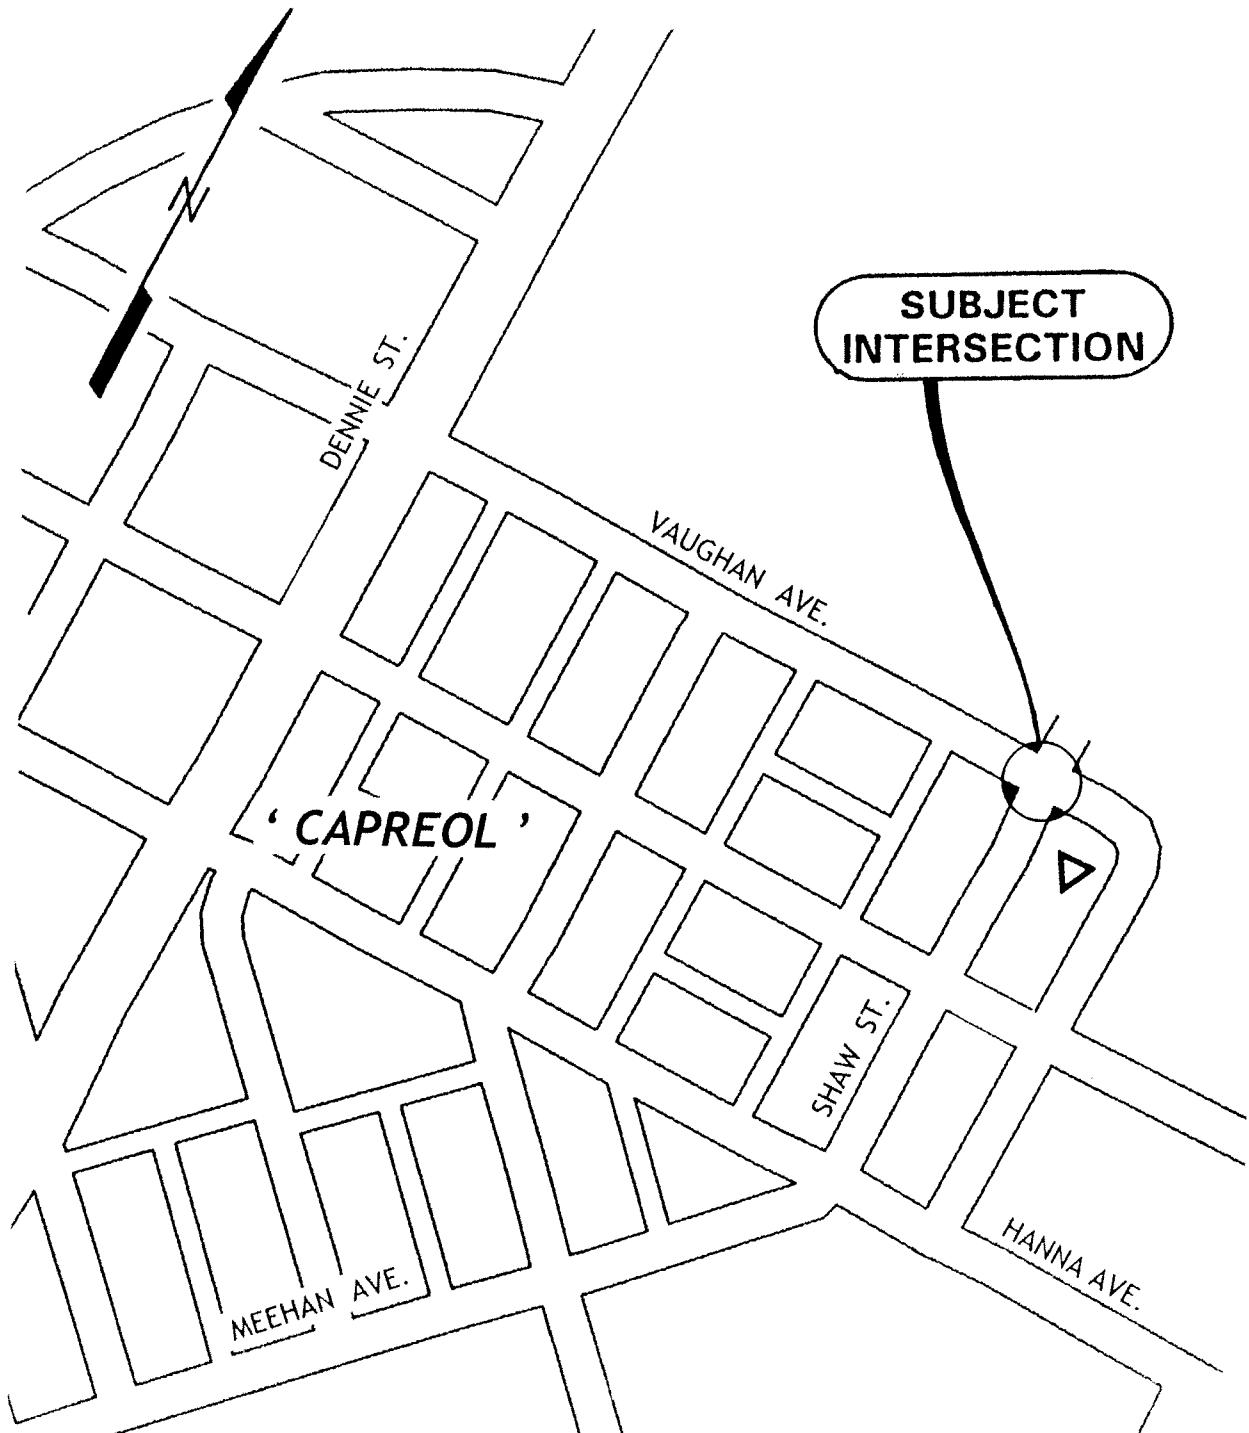 N
SUBJECT
INTERSECTION
DENNIE ST.
VAUGHAN AVE.
‘ CAPREOL ’
SHAW ST.
HANNA AVE.
MEEHAN AVE.